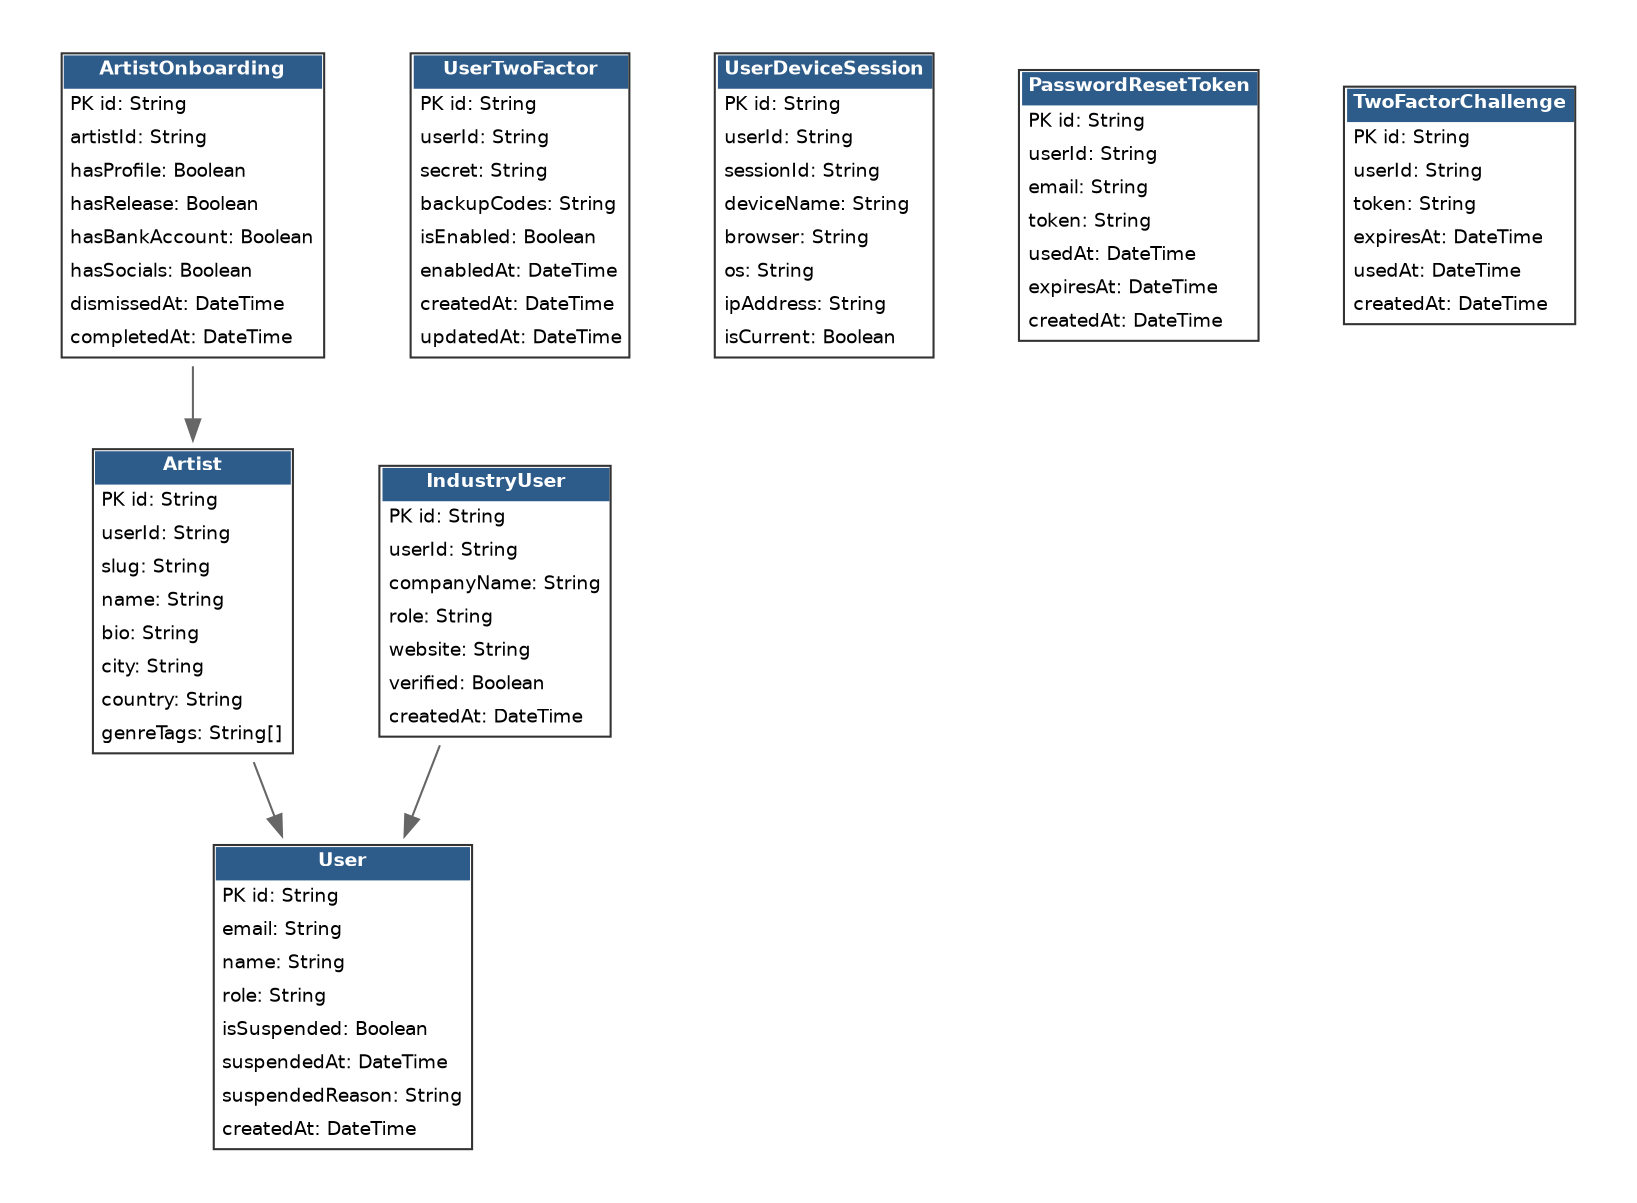 ArtistOnboarding
PK id: String
artistId: String
hasProfile: Boolean
hasRelease: Boolean
hasBankAccount: Boolean
hasSocials: Boolean
dismissedAt: DateTime
completedAt: DateTime
UserTwoFactor
PK id: String
userId: String
secret: String
backupCodes: String
isEnabled: Boolean
enabledAt: DateTime
createdAt: DateTime
updatedAt: DateTime
UserDeviceSession
PK id: String
userId: String
sessionId: String
deviceName: String
browser: String
os: String
ipAddress: String
isCurrent: Boolean
PasswordResetToken
PK id: String
userId: String
email: String
token: String
usedAt: DateTime
expiresAt: DateTime
createdAt: DateTime
TwoFactorChallenge
PK id: String
userId: String
token: String
expiresAt: DateTime
usedAt: DateTime
createdAt: DateTime
Artist
PK id: String
userId: String
slug: String
name: String
bio: String
city: String
country: String
genreTags: String[]
IndustryUser
PK id: String
userId: String
companyName: String
role: String
website: String
verified: Boolean
createdAt: DateTime
User
PK id: String
email: String
name: String
role: String
isSuspended: Boolean
suspendedAt: DateTime
suspendedReason: String
createdAt: DateTime